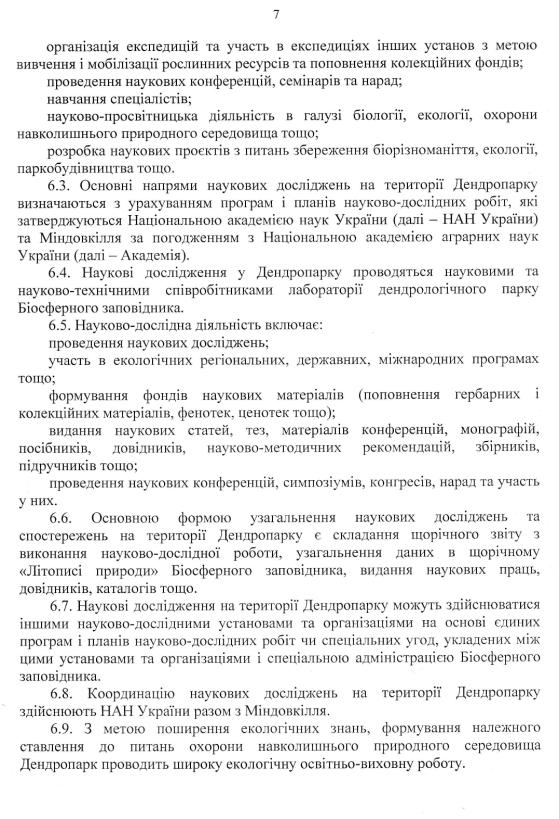 7
організація експедицій та участь в експедиціях інших установ з метою
вивчення і мобілізації рослинних ресурсів та поповнення колекційних фондів;
проведення наукових конференцій, семінарів та нарад;
навчання спеціалістів;
науково-просвітницька діяльність в галузі біології, екології, охорони
навколишнього природного середовища тощо;
розробка наукових проєктів з питань збереження біорізноманіття, екології,
паркобудівництва тощо.
6.3. Основні напрями наукових досліджень на території Дендропарку
визначаються з урахуванням програм і планів науково-дослідних робіт, які
затверджуються Національною академією наук України (далі – НАН України)
та Міндовкілля за погодженням з Національною академією аграрних наук
України (далі – Академія).
6.4. Наукові дослідження у Дендропарку проводяться науковими та
науково-технічними співробітниками лабораторії дендрологічного парку
Біосферного заповідника.
6.5. Науково-дослідна діяльність включає:
проведення наукових досліджень;
участь в екологічних регіональних, державних, міжнародних програмах
тощо;
формування фондів наукових матеріалів (поповнення гербарних і
колекційних матеріалів, фенотек, ценотек тощо);
видання наукових статей, тез, матеріалів конференцій, монографій,
посібників, довідників, науково-методичних рекомендацій, збірників,
підручників тощо;
проведення наукових конференцій, симпозіумів, конгресів, нарад та участь
у них.
6.6. Основною формою узагальнення наукових досліджень та
спостережень на території Дендропарку є складання щорічного звіту з
виконання науково-дослідної роботи, узагальнення даних в щорічному
«Літописі природи» Біосферного заповідника, видання наукових праць,
довідників, каталогів тощо.
6.7. Наукові дослідження на території Дендропарку можуть здійснюватися
іншими науково-дослідними установами та організаціями на основі єдиних
програм і планів науково-дослідних робіт чи спеціальних угод, укладених між
цими установами та організаціями і спеціальною адміністрацією Біосферного
заповідника.
6.8. Координацію наукових досліджень на території Дендропарку
здійснюють НАН України разом з Міндовкілля.
6.9. З метою поширення екологічних знань, формування належного
ставлення до питань охорони навколишнього природного середовища
Дендропарк проводить широку екологічну освітньо-виховну роботу.